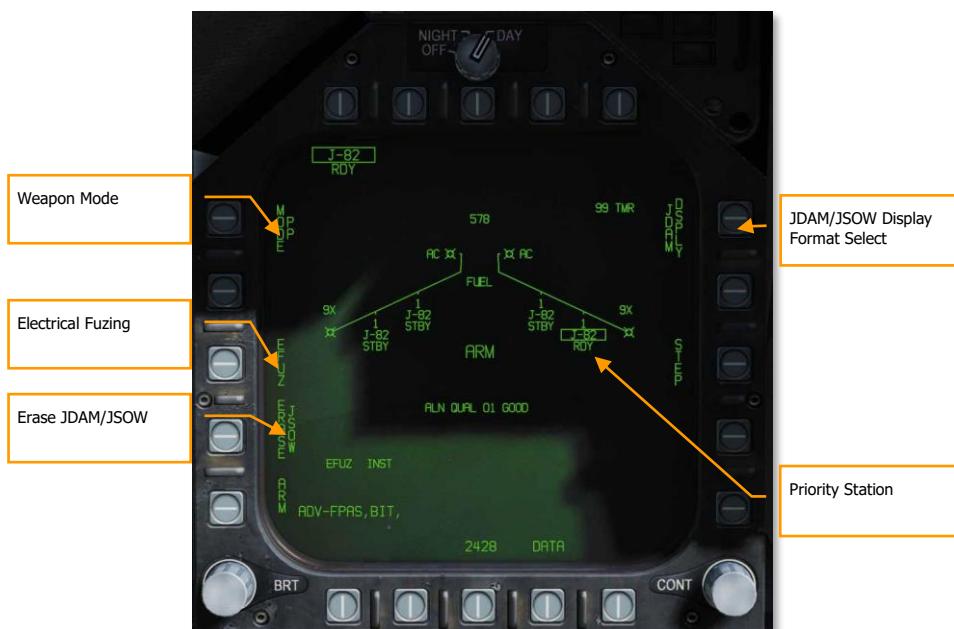 NIGHT DAY
OFF
J-82
RDY
Weapon Mode
MODE
PP
578
99 TMR
JDAM
DSPLY
JDAM/JSOW Display
Format Select
AC AC
FUEL
9X 9X
1 1
J-82 J-82
STBY STBY
1 1
J-82 J-82
STBY RDY
Electrical Fuzing
EFUZ
ARM
STEP
Erase JDAM/JSOW
ERASE
JSOW
ALN QUAL 01 GOOD
EFUZ INST
Priority Station
ARM
ADV-FPAS,BIT,
2428 DATA
BRT CONT